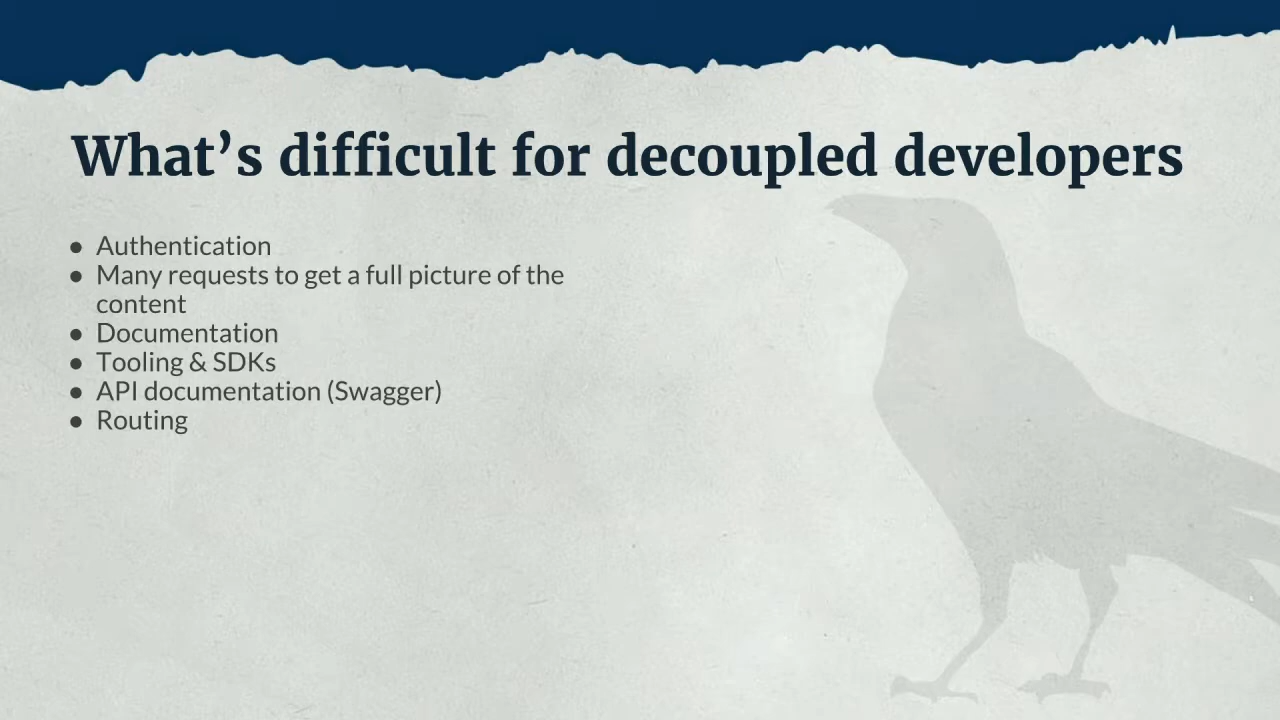 What’s difficult for decoupled developers
● Authentication
● Many requests to get a full picture of the
content
● Documentation
● Tooling & SDKs
● API documentation (Swagger)
● Routing